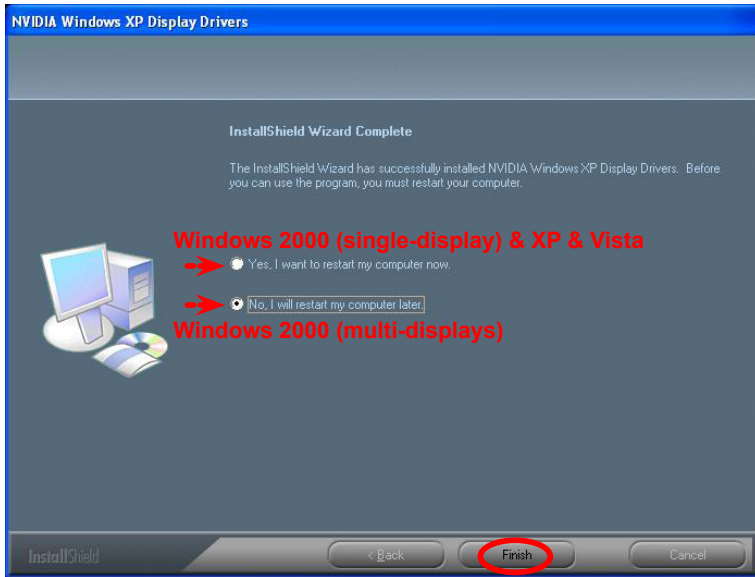 NVIDIA Windows XP Display Drivers
InstallShield Wizard Complete
The InstallShield Wizard has successfully installed NVIDIA Windows XP Display Drivers. Before
you can use the program, you must restart your computer.
Windows 2000 (single-display) & XP & Vista
Yes, I want to restart my computer now.
No, I will restart my computer later.
Windows 2000 (multi-displays)
InstallShield
< Back
Finish
Cancel